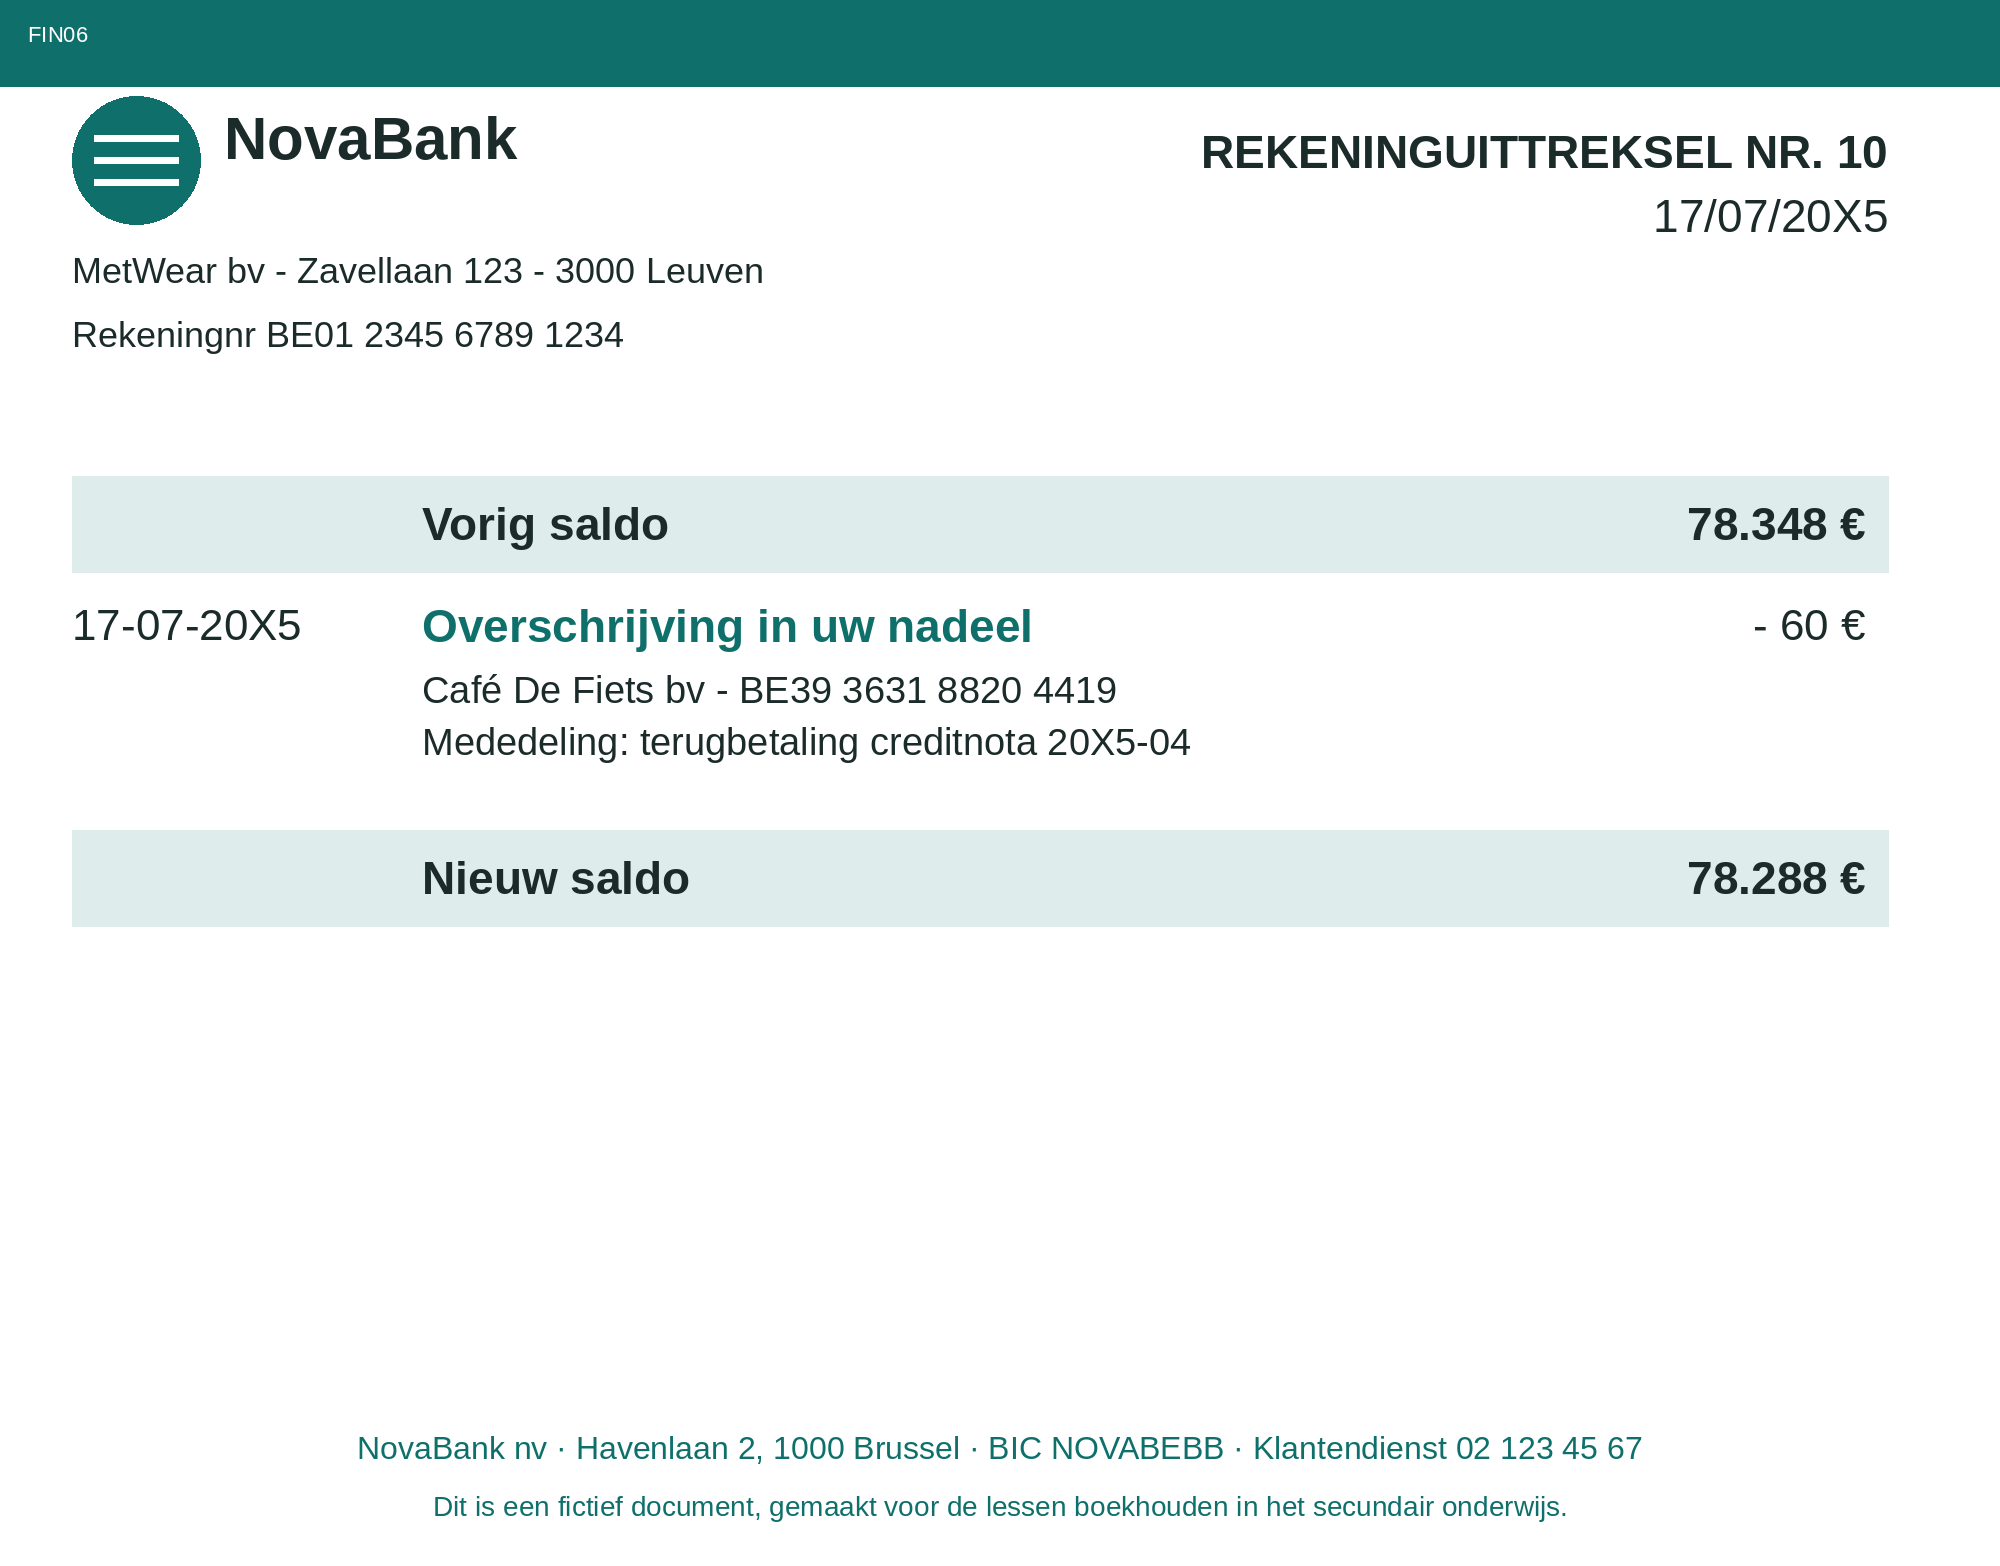 FIN06
NovaBank
REKENINGUITTREKSEL NR. 10
17/07/20X5
MetWear bv - Zavellaan 123 - 3000 Leuven
Rekeningnr BE01 2345 6789 1234
Vorig saldo 78.348 €
17-07-20X5 Overschrijving in uw nadeel - 60 €
Café De Fiets bv - BE39 3631 8820 4419
Mededeling: terugbetaling creditnota 20X5-04
Nieuw saldo 78.288 €
NovaBank nv · Havenlaan 2, 1000 Brussel · BIC NOVABEBB · Klantendienst 02 123 45 67
Dit is een fictief document, gemaakt voor de lessen boekhouden in het secundair onderwijs.